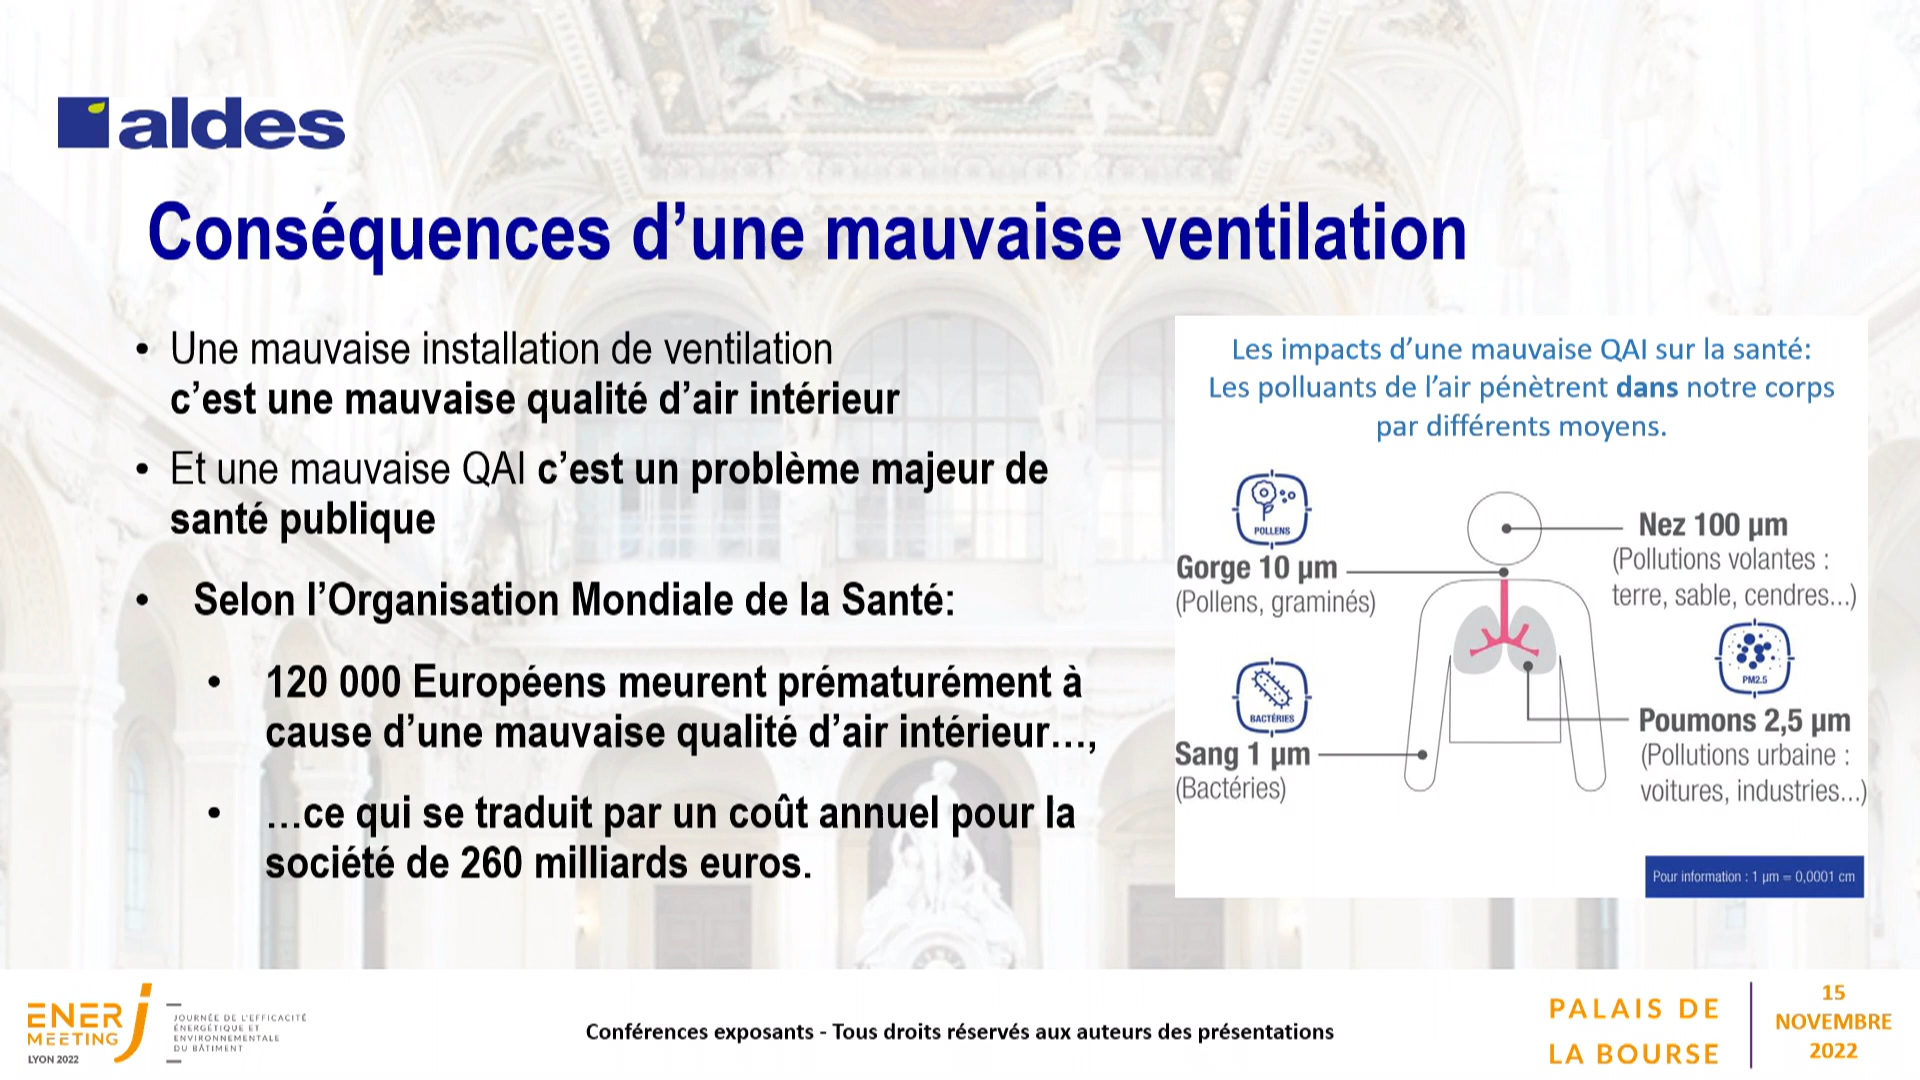 aldes
Conséquences d’une mauvaise ventilation
• Une mauvaise installation de ventilation
c’est une mauvaise qualité d’air intérieur
• Et une mauvaise QAI c’est un problème majeur de
santé publique
• Selon l’Organisation Mondiale de la Santé:
• 120 000 Européens meurent prématurément à
cause d’une mauvaise qualité d’air intérieur…,
• …ce qui se traduit par un coût annuel pour la
société de 260 milliards euros.
Les impacts d’une mauvaise QAI sur la santé:
Les polluants de l’air pénètrent dans notre corps
par différents moyens.
POLLENS
Gorge 10 µm
(Pollens, graminés)
BACTÉRIES
Sang 1 µm
(Bactéries)
Nez 100 µm
(Pollutions volantes :
terre, sable, cendres...)
PM2.5
Poumons 2,5 µm
(Pollutions urbaine :
voitures, industries...)
Pour information : 1 µm = 0,0001 cm
ENER J
MEETING
LYON 2022
JOURNÉE DE L'EFFICACITÉ
ÉNERGÉTIQUE ET
ENVIRONNEMENTALE
DU BÂTIMENT
Conférences exposants - Tous droits réservés aux auteurs des présentations
PALAIS DE
LA BOURSE
15
NOVEMBRE
2022